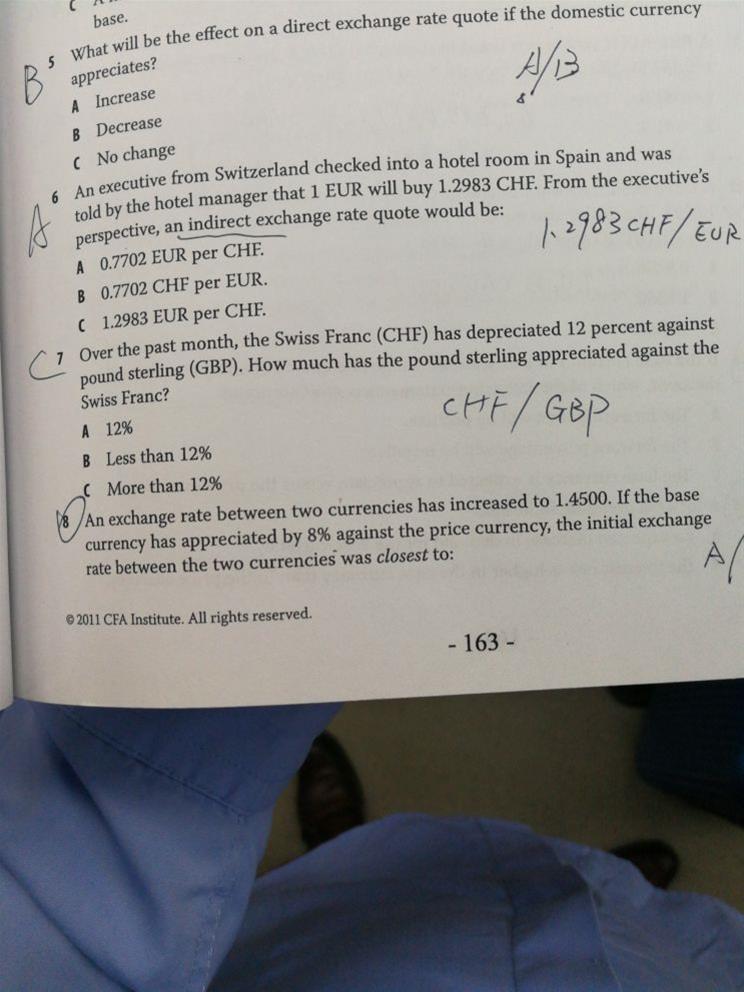 base.
5 What will be the effect on a direct exchange rate quote if the domestic currency
appreciates?
B
A/B
A Increase
B Decrease
C No change
6 An executive from Switzerland checked into a hotel room in Spain and was
told by the hotel manager that 1 EUR will buy 1.2983 CHF. From the executive's
perspective, an indirect exchange rate quote would be:
A
1.2983 CHF/EUR
A 0.7702 EUR per CHF.
B 0.7702 CHF per EUR.
C 1.2983 EUR per CHF.
C
7 Over the past month, the Swiss Franc (CHF) has depreciated 12 percent against
pound sterling (GBP). How much has the pound sterling appreciated against the
Swiss Franc?
CHF/GBP
A 12%
B Less than 12%
C More than 12%
8 An exchange rate between two currencies has increased to 1.4500. If the base
currency has appreciated by 8% against the price currency, the initial exchange
rate between the two currencies was closest to:
A/
© 2011 CFA Institute. All rights reserved.
- 163 -